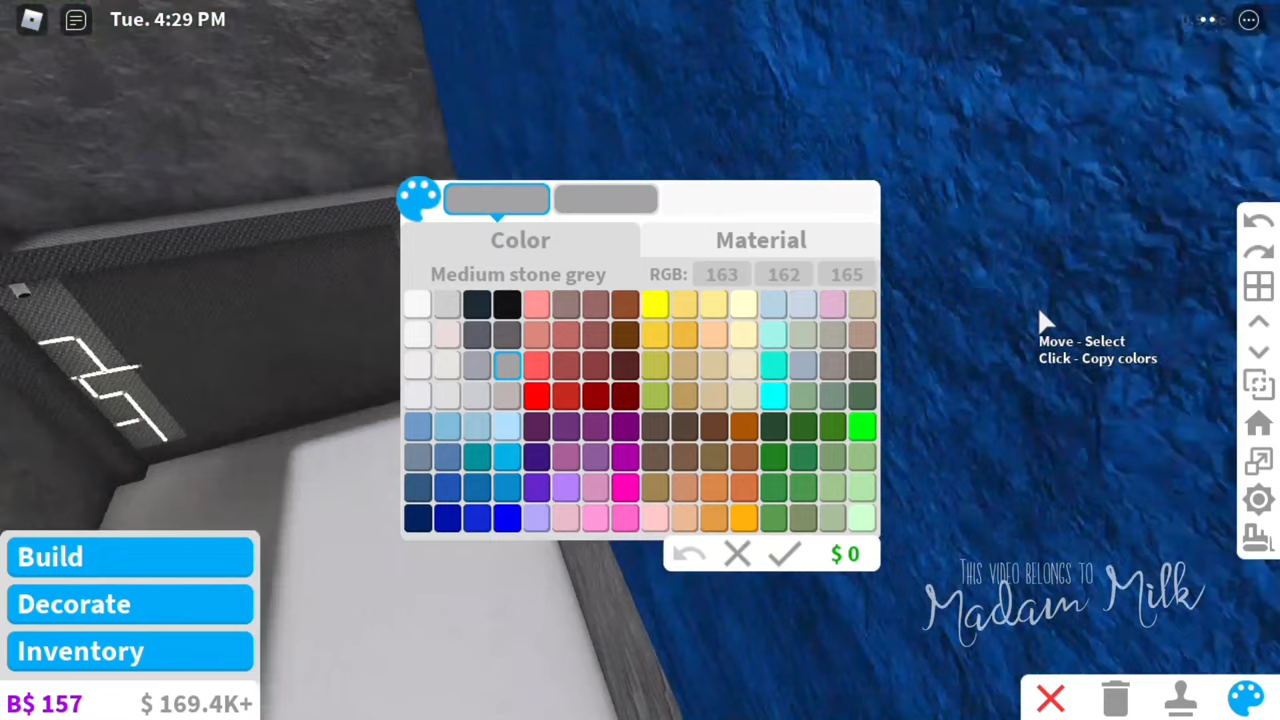 Tue. 4:29 PM
Color
Material
Medium stone grey
RGB: 163 162 165
Move - Select
Click - Copy colors
$ 0
Build
Decorate
Inventory
B$ 157
$ 169.4K+
THIS VIDEO BELONGS TO
Madam Milk